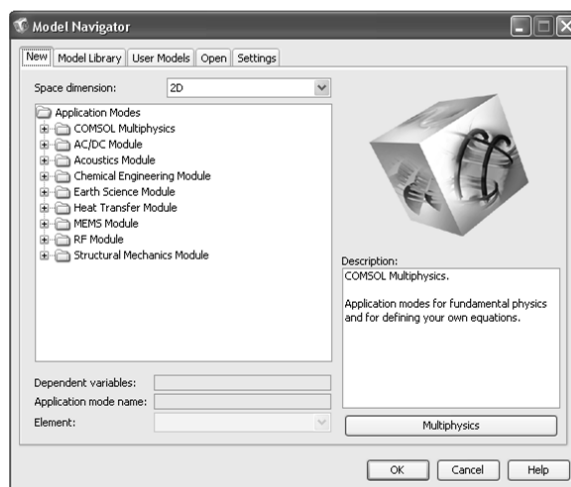 Model Navigator
New Model Library User Models Open Settings
Space dimension: 2D
Application Modes
COMSOL Multiphysics
AC/DC Module
Acoustics Module
Chemical Engineering Module
Earth Science Module
Heat Transfer Module
MEMS Module
RF Module
Structural Mechanics Module
Description:
COMSOL Multiphysics.
Application modes for fundamental physics
and for defining your own equations.
Dependent variables:
Application mode name:
Element:
Multiphysics
OK Cancel Help